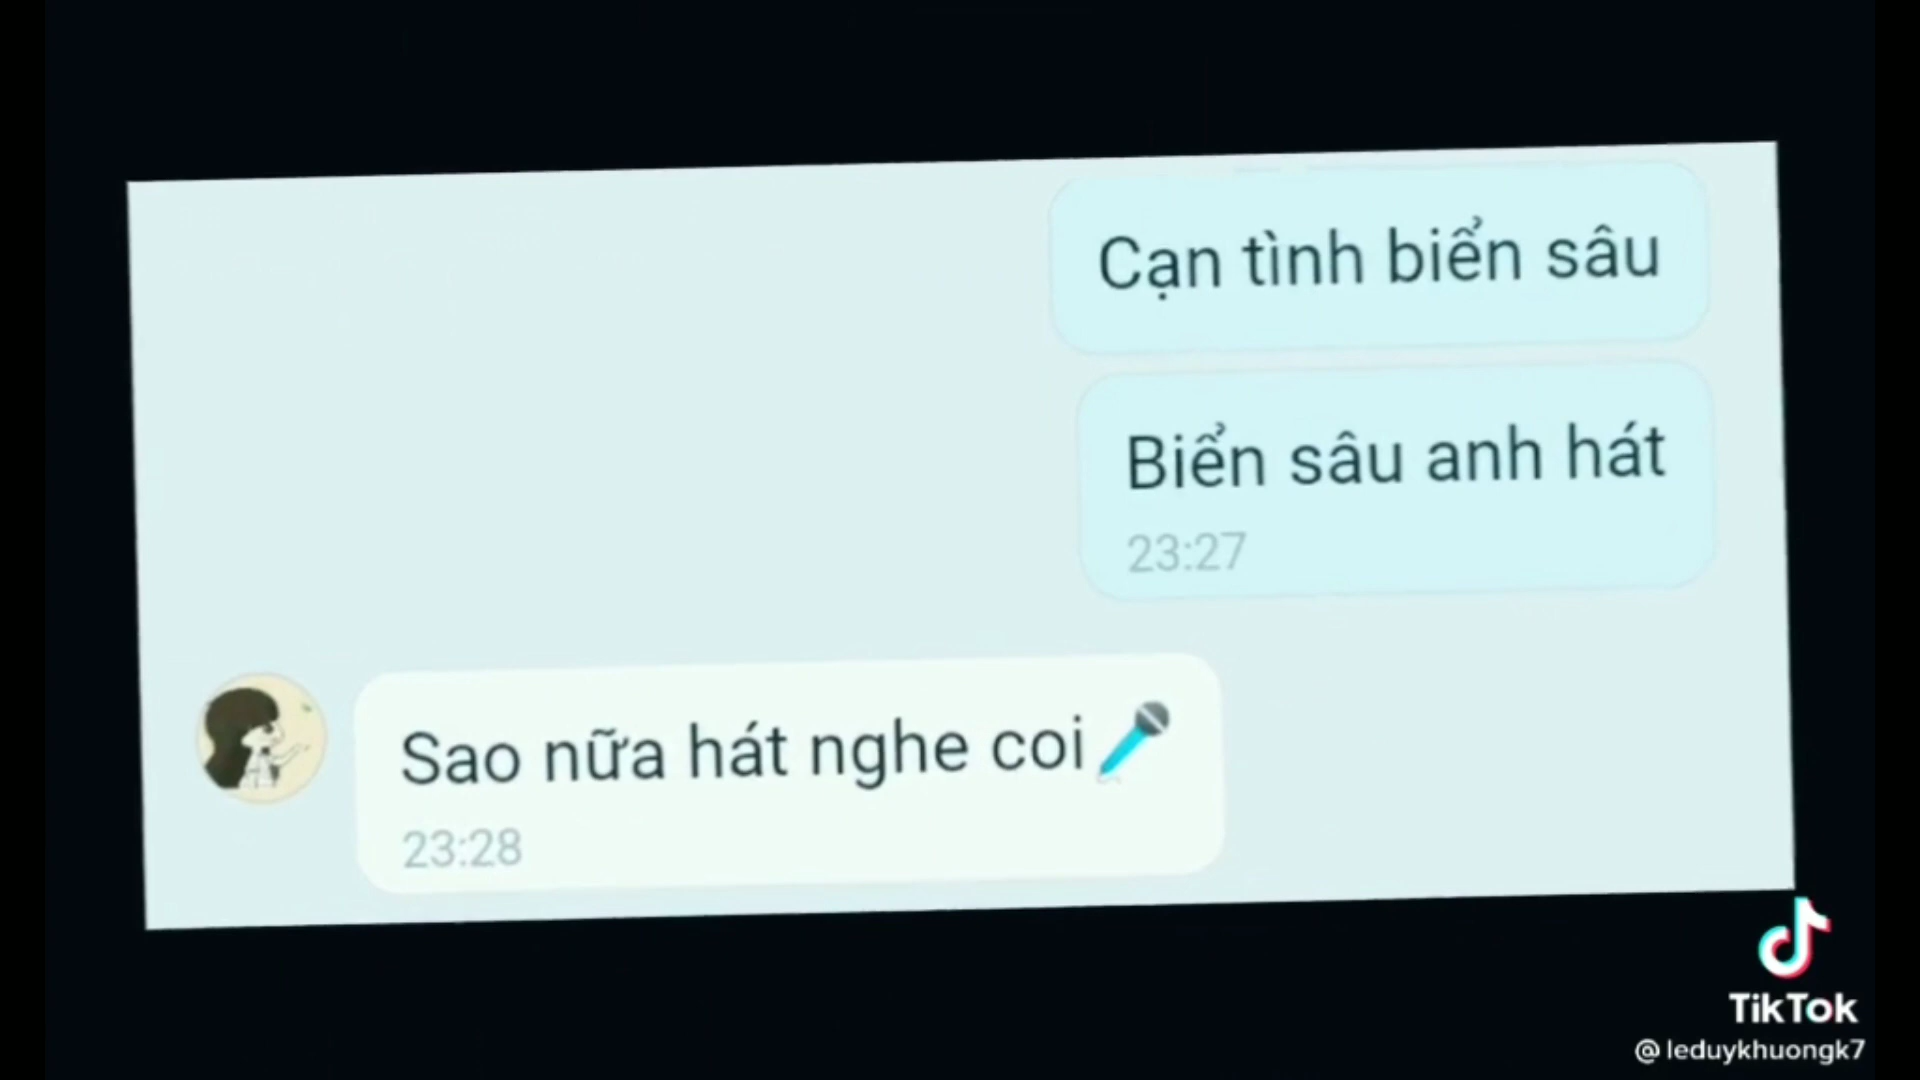 Cạn tình biển sâu
Biển sâu anh hát
23:27
Sao nữa hát nghe coi🎤
23:28
TikTok
@leduykhuongk7